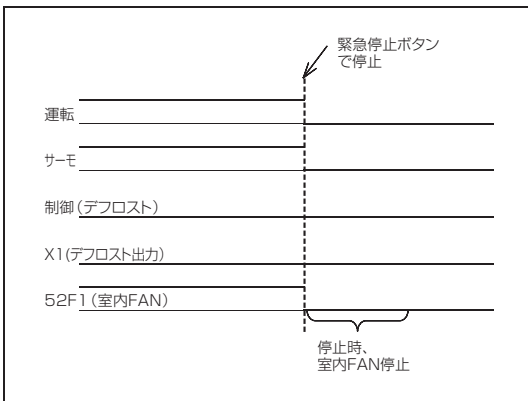 緊急停止ボタン
で停止
運転
サーモ
制御(デフロスト)
X1(デフロスト出力)
52F1(室内FAN)
停止時、
室内FAN停止